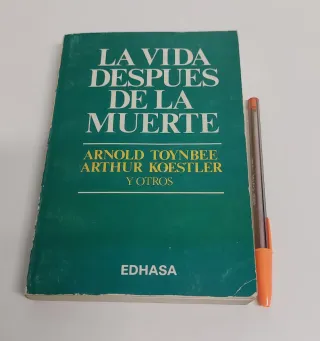 LA VIDA
DESPUES
DE LA
MUERTE
ARNOLD TOYNBEE
ARTHUR KOESTLER
Y OTROS
EDHASA